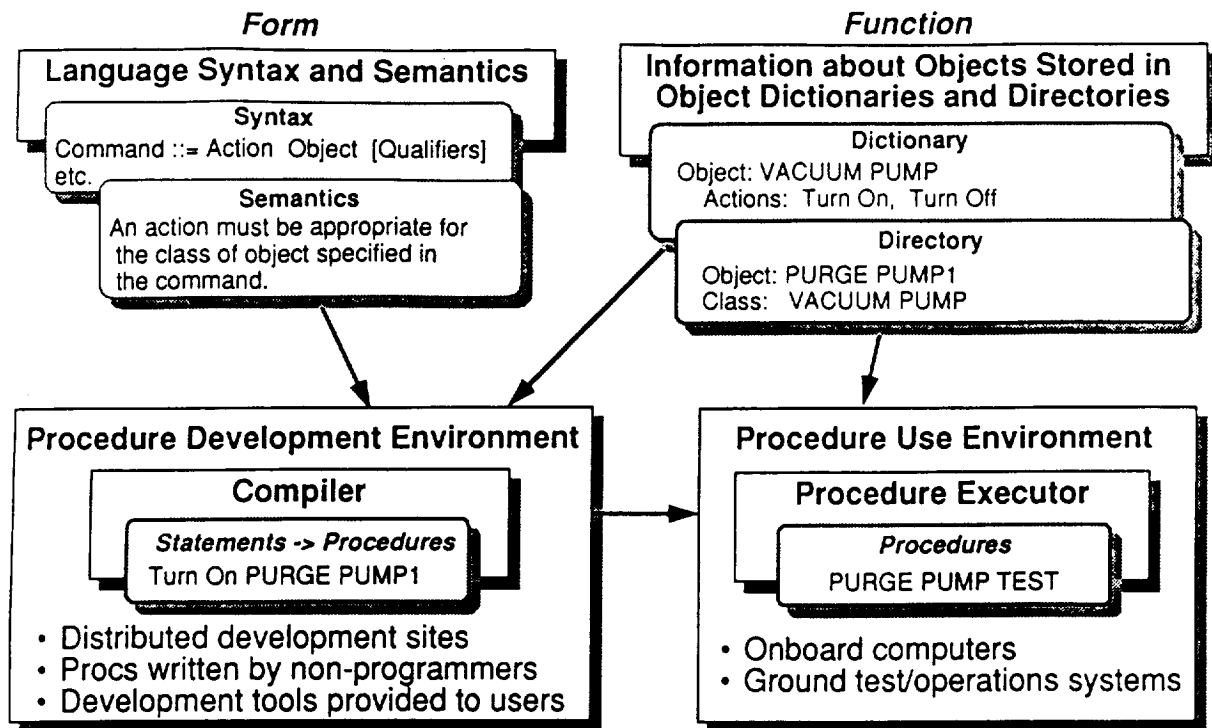 Form
Language Syntax and Semantics
Syntax
Command ::= Action Object [Qualifiers]
etc.
Semantics
An action must be appropriate for
the class of object specified in
the command.
Function
Information about Objects Stored in
Object Dictionaries and Directories
Dictionary
Object: VACUUM PUMP
Actions: Turn On, Turn Off
Directory
Object: PURGE PUMP1
Class: VACUUM PUMP
Procedure Development Environment
Compiler
Statements -> Procedures
Turn On PURGE PUMP1
• Distributed development sites
• Procs written by non-programmers
• Development tools provided to users
Procedure Use Environment
Procedure Executor
Procedures
PURGE PUMP TEST
• Onboard computers
• Ground test/operations systems